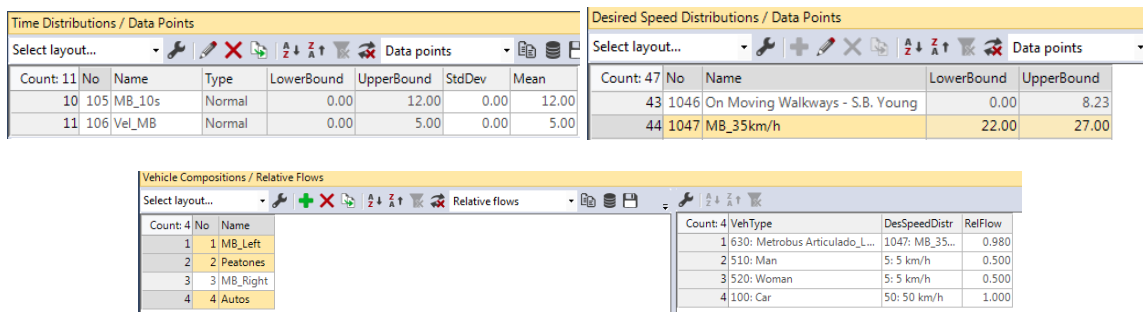 Time Distributions / Data Points
Select layout... Data points
Count: 11 No Name Type LowerBound UpperBound StdDev Mean
10 105 MB_10s Normal 0.00 12.00 0.00 12.00
11 106 Vel_MB Normal 0.00 5.00 0.00 5.00
Desired Speed Distributions / Data Points
Select layout... Data points
Count: 47 No Name LowerBound UpperBound
43 1046 On Moving Walkways - S.B. Young 0.00 8.23
44 1047 MB_35km/h 22.00 27.00
Vehicle Compositions / Relative Flows
Select layout... Relative flows
Count: 4 No Name
1 1 MB_Left
2 2 Peatones
3 3 MB_Right
4 4 Autos
Count: 4 VehType DesSpeedDistr RelFlow
1 630: Metrobus Articulado_L... 1047: MB_35... 0.980
2 510: Man 5: 5 km/h 0.500
3 520: Woman 5: 5 km/h 0.500
4 100: Car 50: 50 km/h 1.000